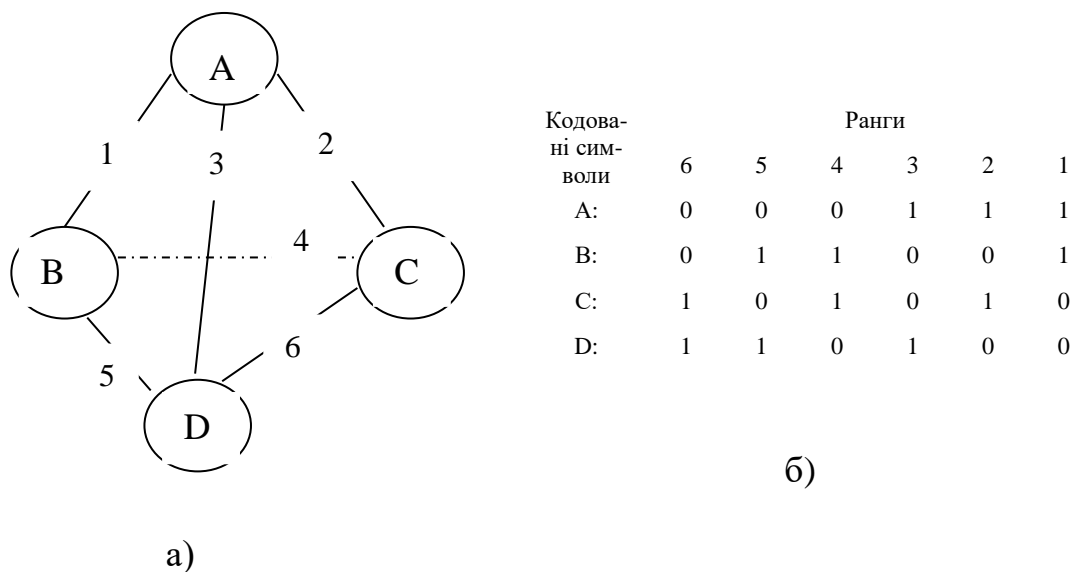 A
1
3
2
B
4
C
5
6
D
а)
Кодова-
ні сим-
воли
Ранги
6 5 4 3 2 1
A: 0 0 0 1 1 1
B: 0 1 1 0 0 1
C: 1 0 1 0 1 0
D: 1 1 0 1 0 0
б)